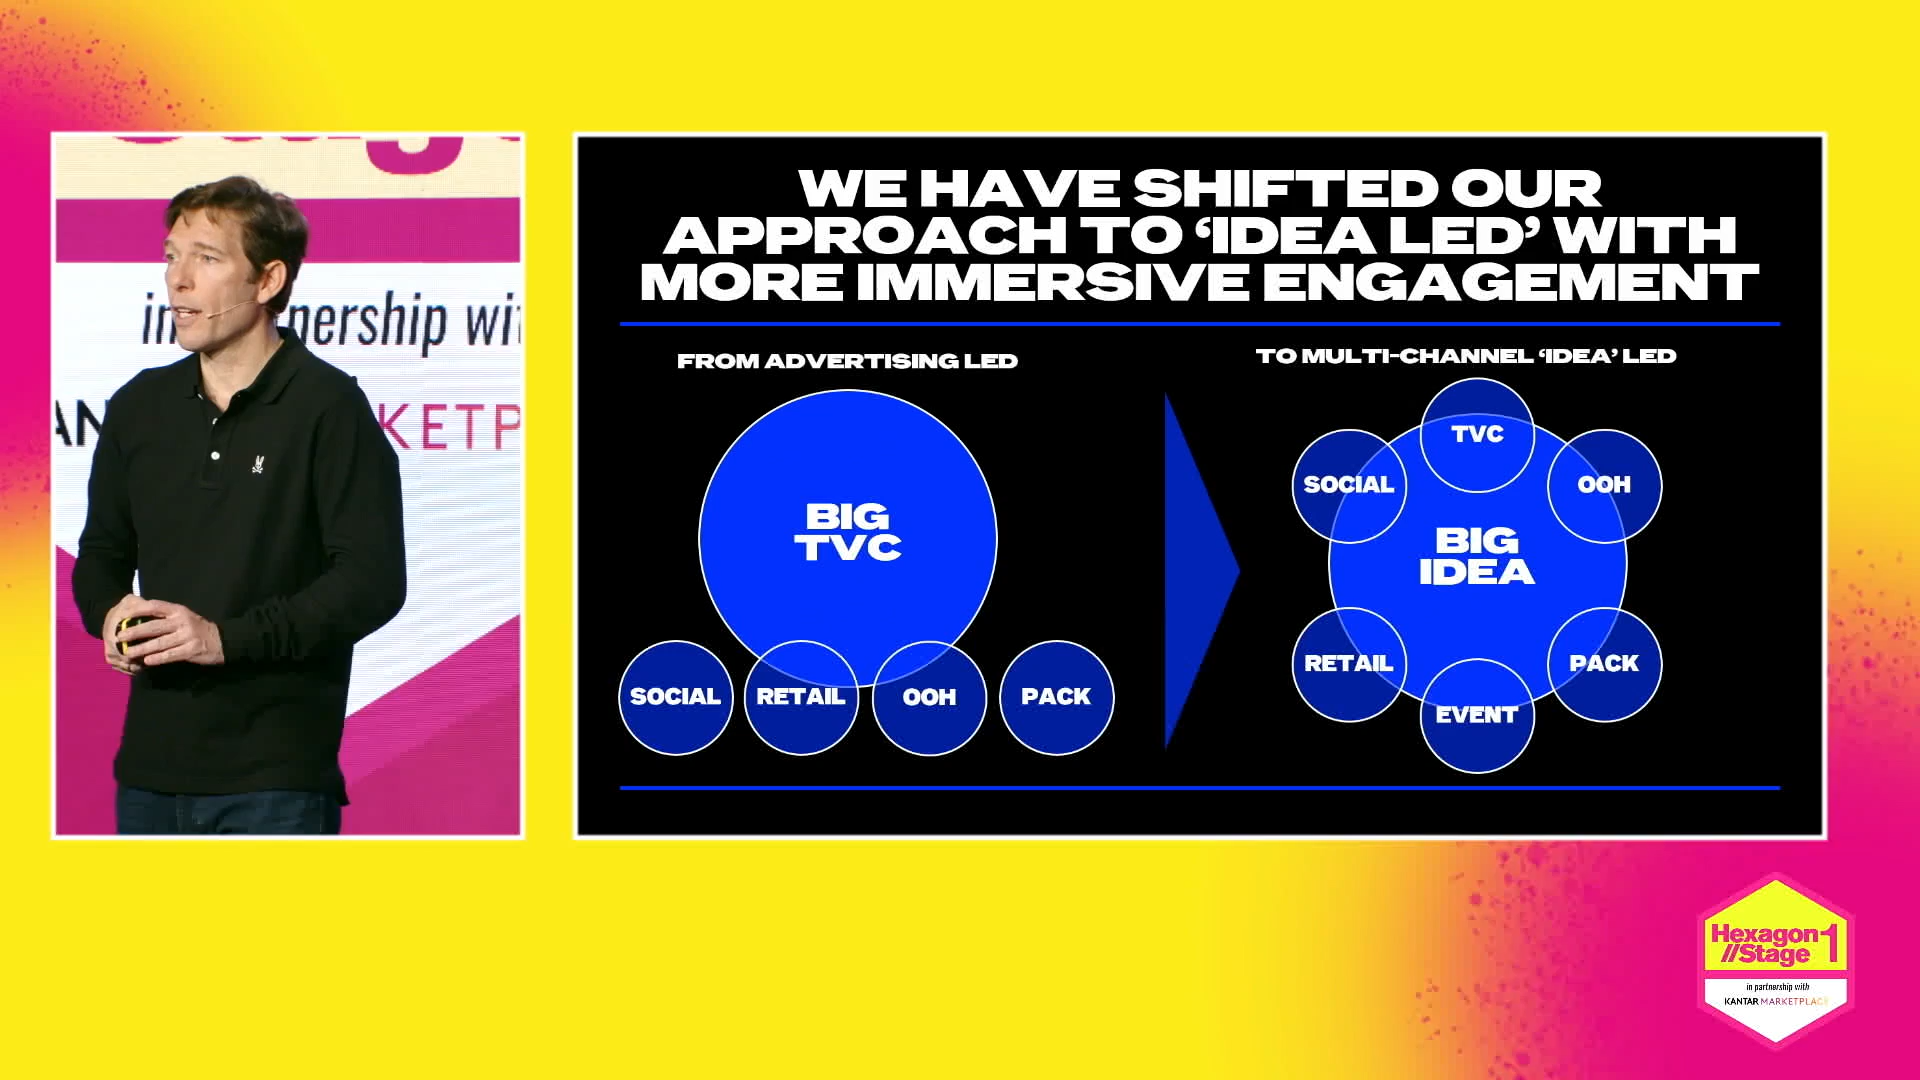 WE HAVE SHIFTED OUR
APPROACH TO ‘IDEA LED’ WITH
MORE IMMERSIVE ENGAGEMENT
FROM ADVERTISING LED
BIG
TVC
SOCIAL
RETAIL
OOH
PACK
TO MULTI-CHANNEL ‘IDEA’ LED
TVC
SOCIAL
OOH
BIG
IDEA
RETAIL
PACK
EVENT
Hexagon 1
//Stage
in partnership with
KANTAR MARKETPLACE